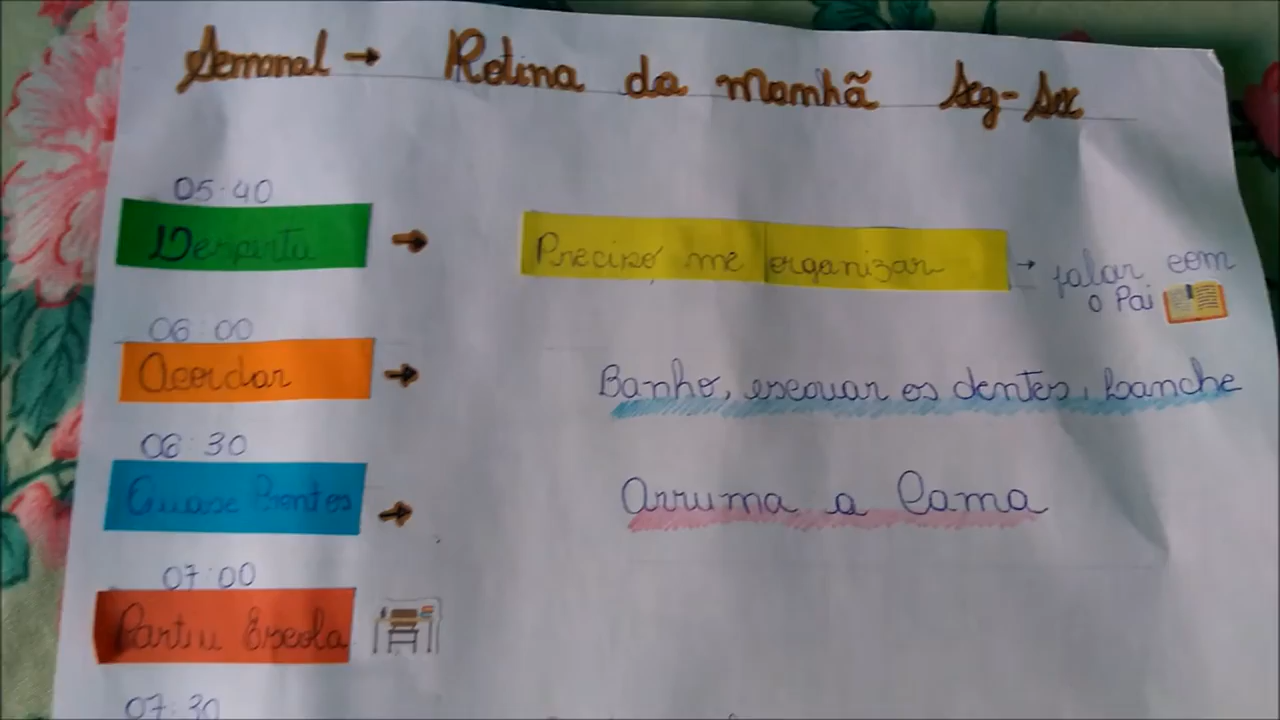 Semanal → Rotina da Manhã Seg-Sex
05:40
Desperta → Preciso me organizar → falar com
o Pai
06:00
Acordar → Banho, escovar os dentes, Lanche
06:30
Quase Prontos → Arruma a Cama
07:00
Partiu Escola
07:30